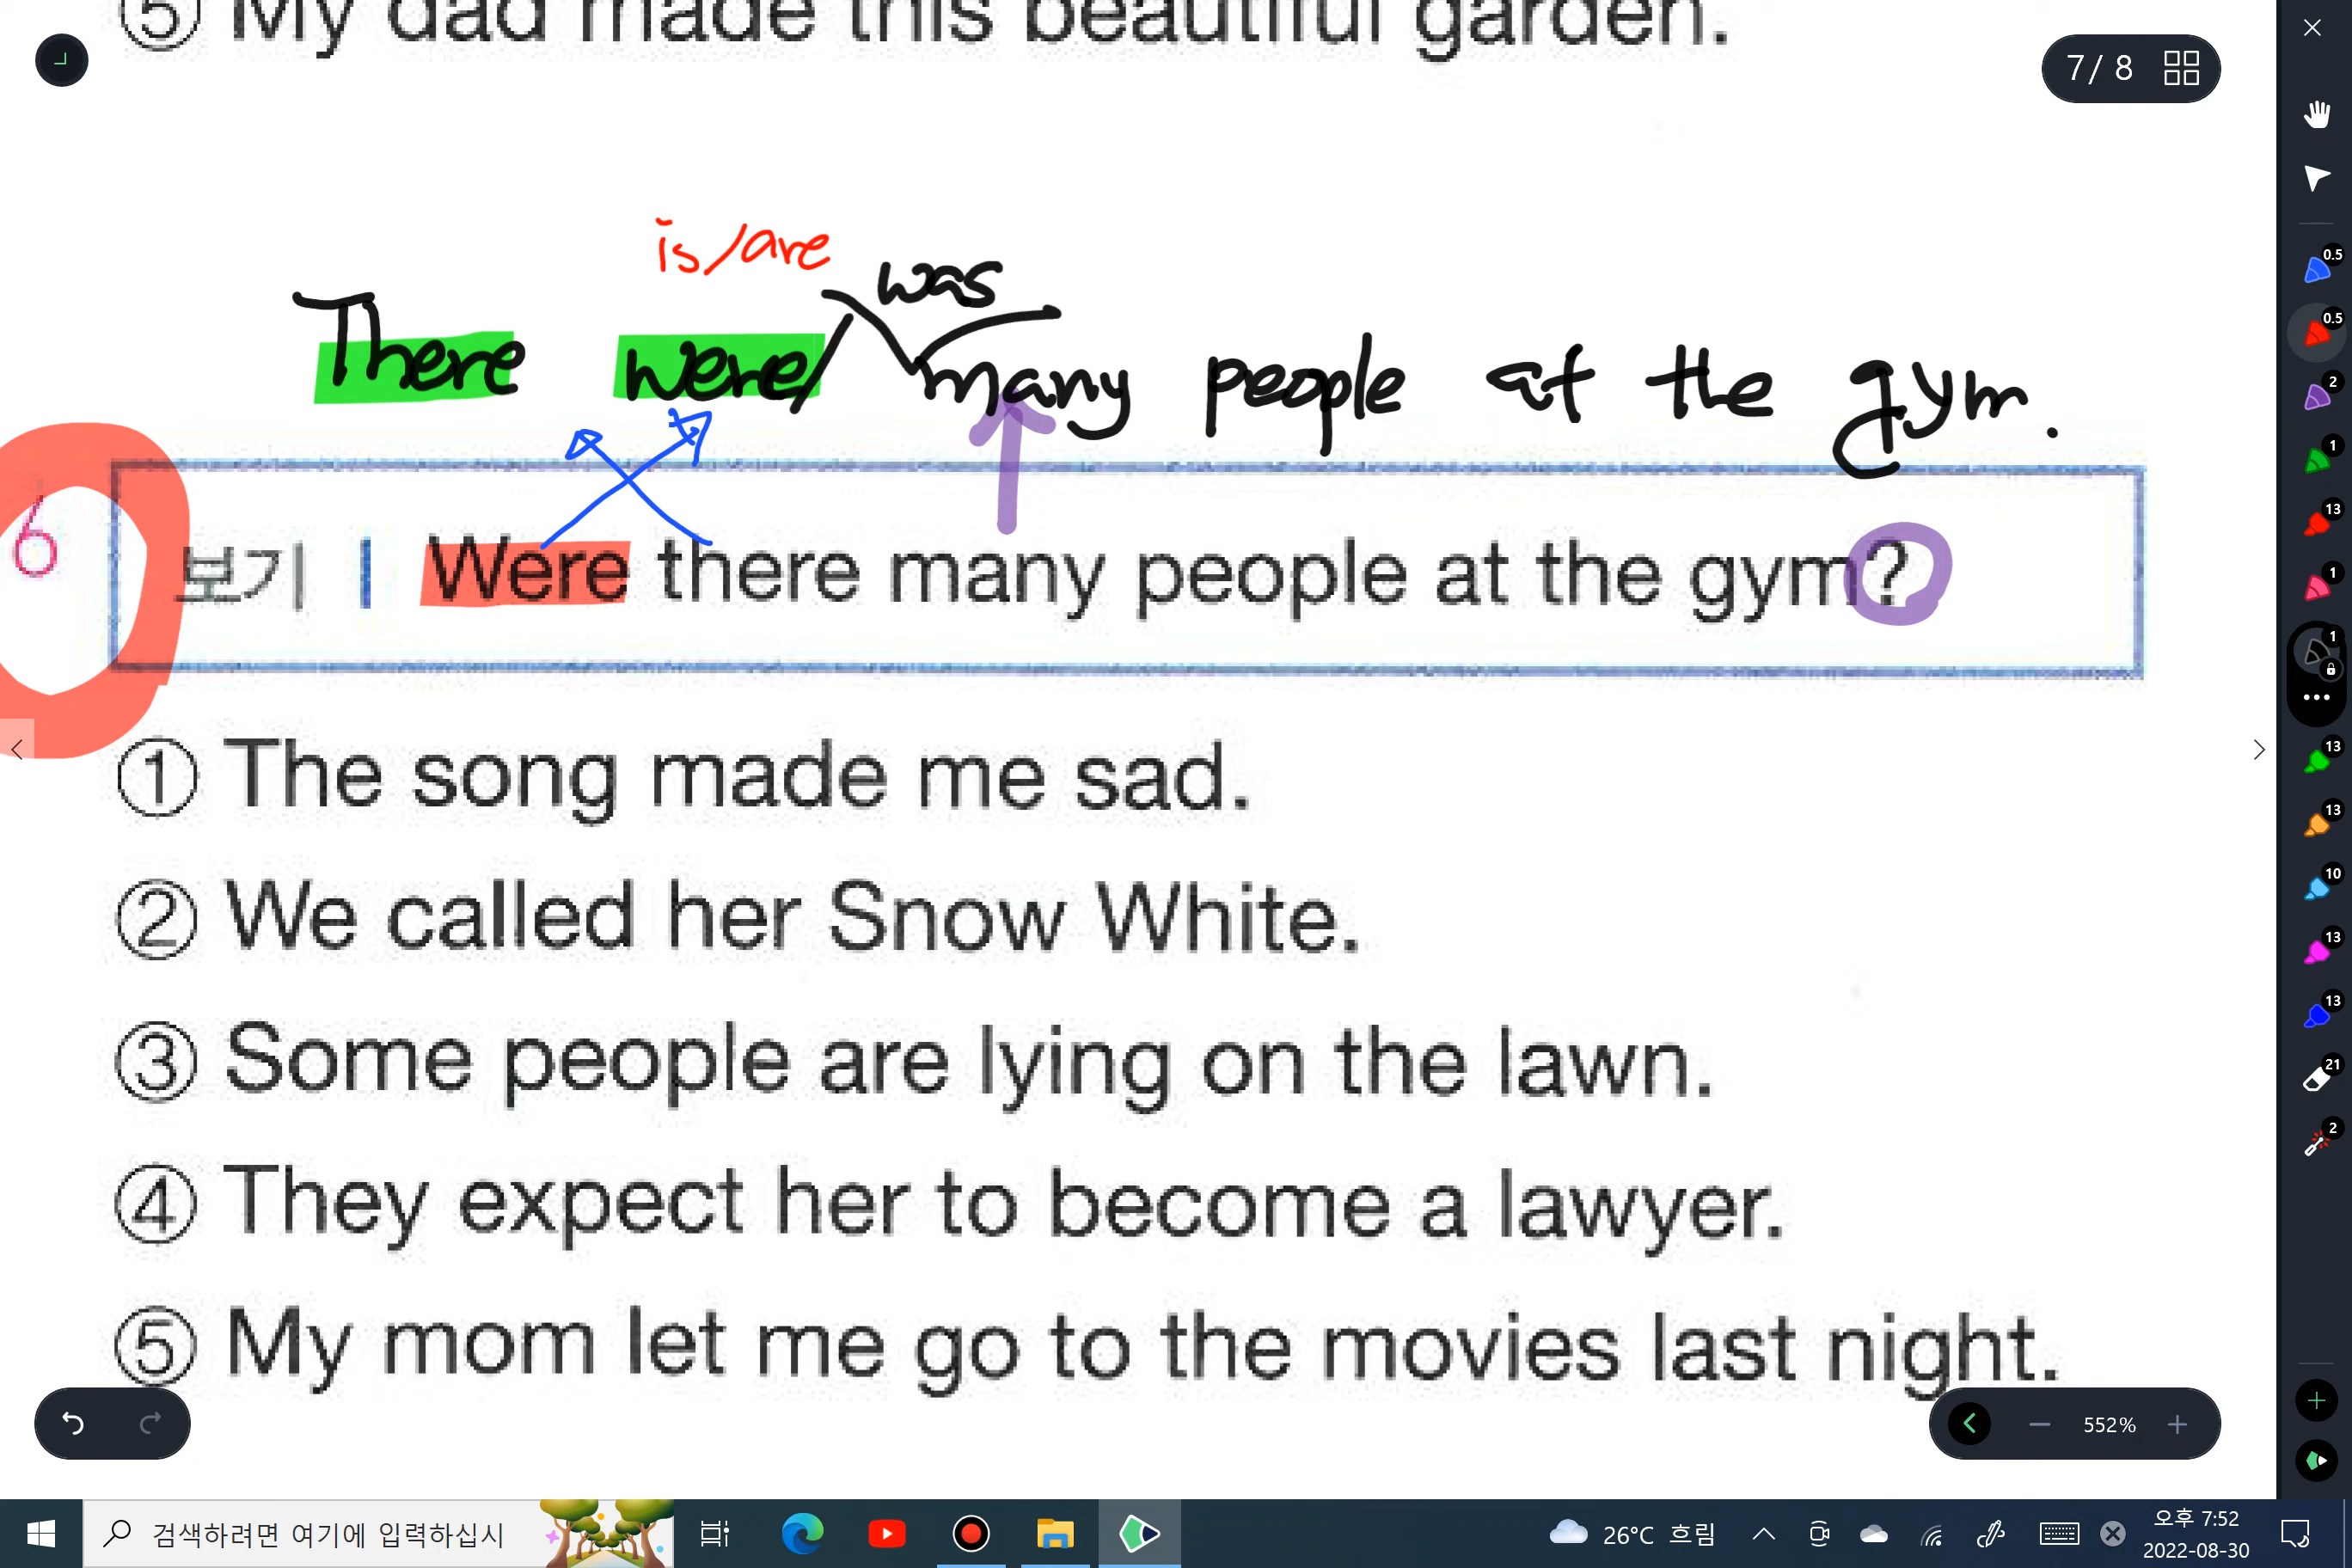 ⑤ My dad made this beautiful garden.
7/ 8
is/are
was
There were many people at the gym.
6
보기 | Were there many people at the gym?
① The song made me sad.
② We called her Snow White.
③ Some people are lying on the lawn.
④ They expect her to become a lawyer.
⑤ My mom let me go to the movies last night.
552%
0.5
0.5
2
1
13
1
1
13
13
10
13
13
21
2
검색하려면 여기에 입력하십시
26°C 흐림
오후 7:52
2022-08-30